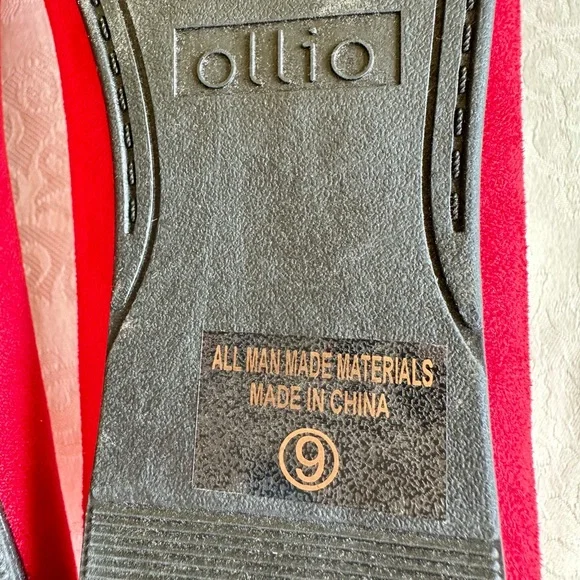 ollio
ALL MAN MADE MATERIALS
MADE IN CHINA
9